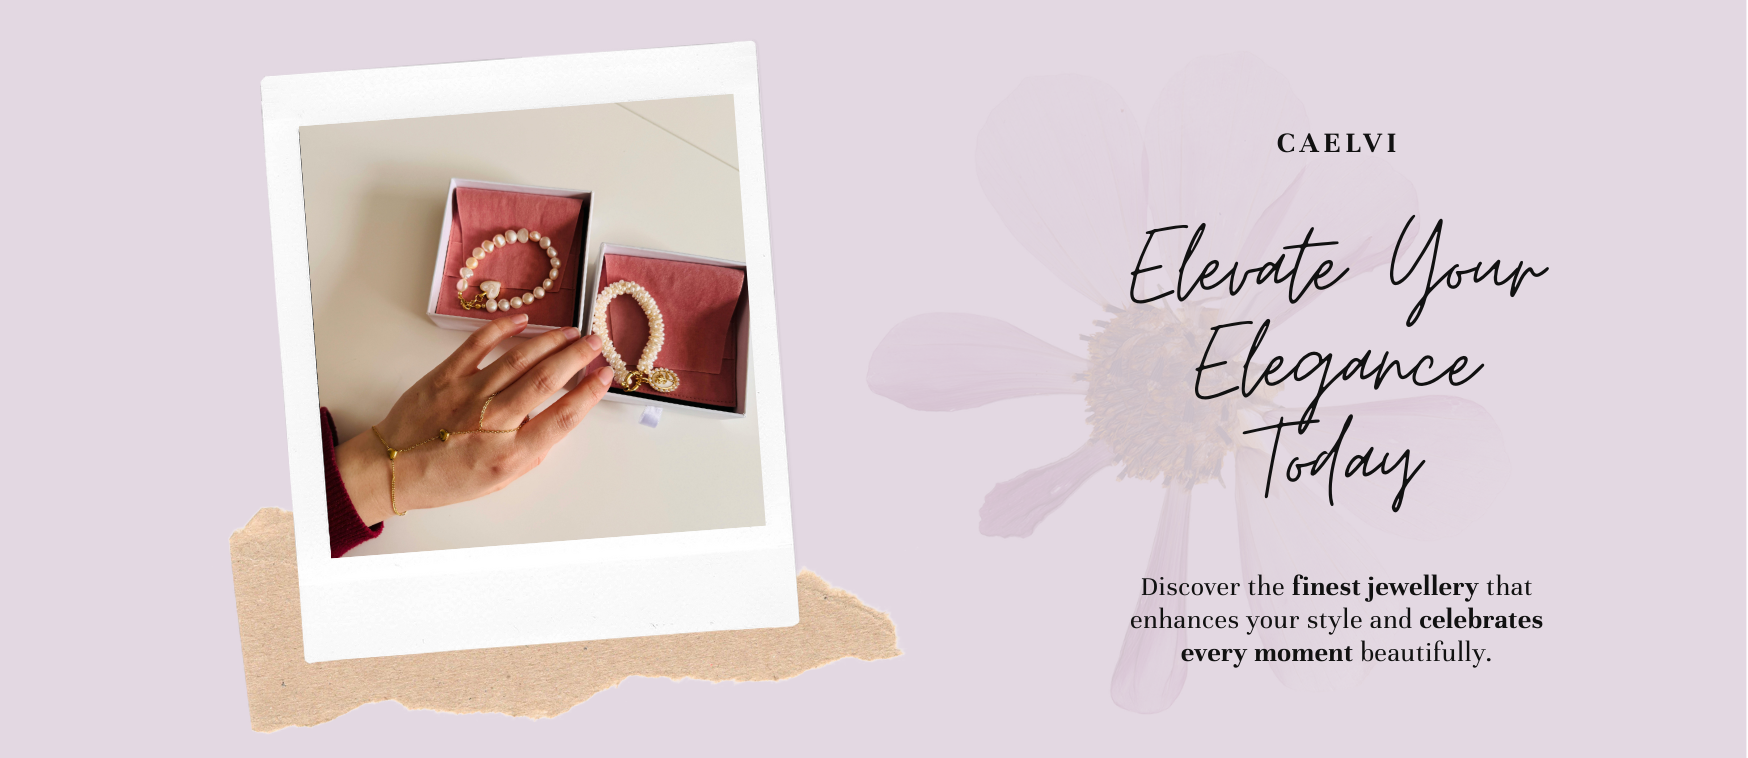 CAELVI
Elevate Your
Elegance
Today
Discover the finest jewellery that
enhances your style and celebrates
every moment beautifully.